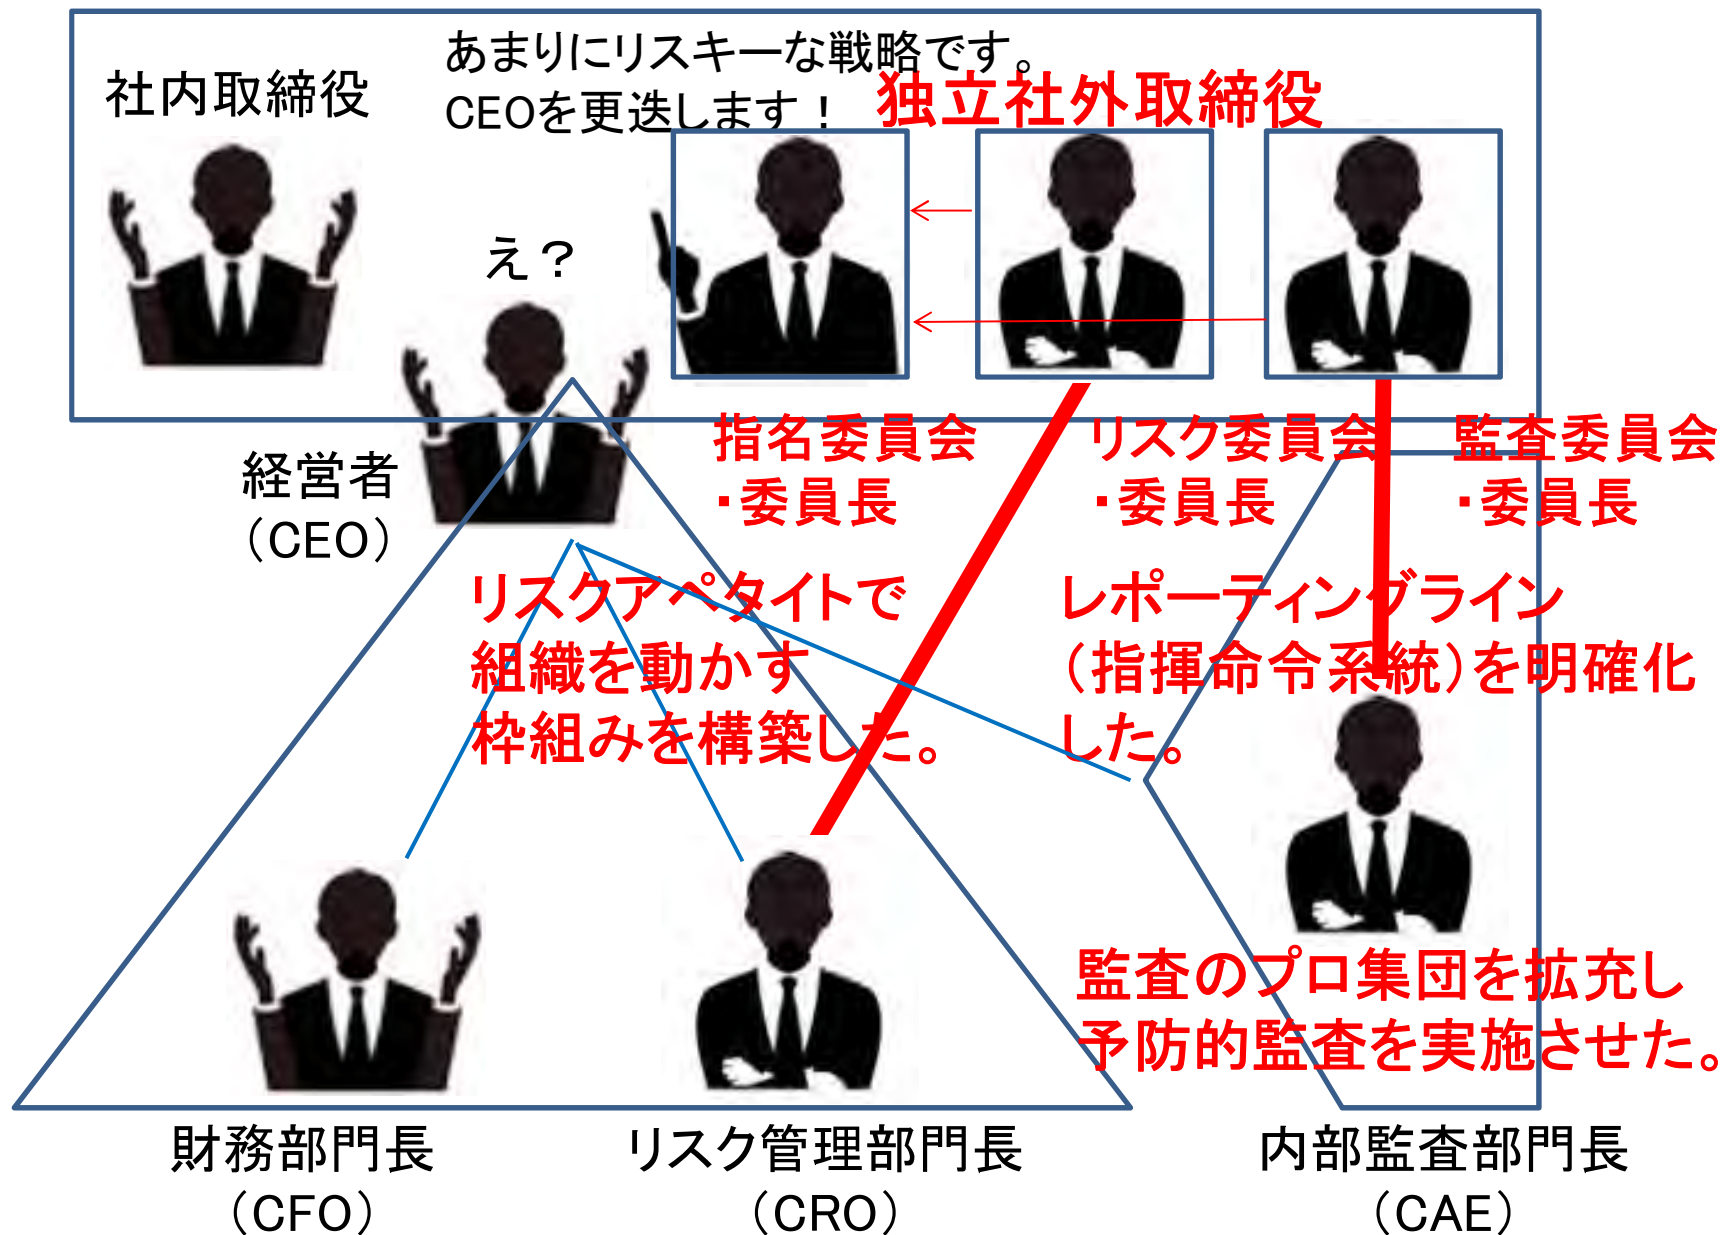 あまりにリスキーな戦略です。
CEOを更迭します！
社内取締役
独立社外取締役
え？
経営者
（CEO）
指名委員会
・委員長
リスク委員会
・委員長
監査委員会
・委員長
リスクアペタイトで
組織を動かす
枠組みを構築した。
レポーティングライン
（指揮命令系統）を明確化
した。
監査のプロ集団を拡充し
予防的監査を実施させた。
財務部門長
（CFO）
リスク管理部門長
（CRO）
内部監査部門長
（CAE）